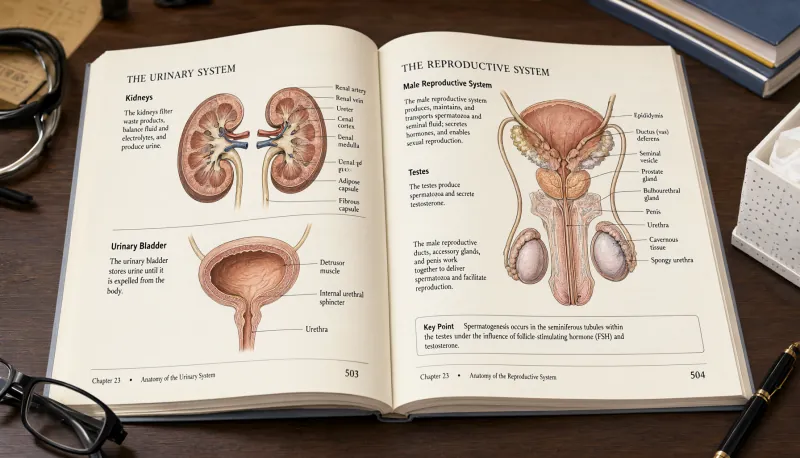 THE URINARY SYSTEM
Kidneys
The kidneys filter
waste products,
balance fluid and
electrolytes, and
produce urine.
Renal artery
Renal vein
Ureter
Cenal
cortex
Denal
medulla
Adipose
capsule
Fibrous
capsule
Urinary Bladder
The urinary bladder
stores urine until it
is expelled from the
body.
Detrusor
muscle
Internal urethral
sphincter
Urethra
Chapter 23 • Anatomy of the Urinary System
503
THE REPRODUCTIVE SYSTEM
Male Reproductive System
The male reproductive system
produces, maintains, and
transports spermatozoa and
seminal fluid; secretes
hormones, and enables
sexual reproduction.
Testes
The testes produce
spermatozoa and secrete
testosterone.
The male reproductive
ducts, accessory glands,
and penis work
together to deliver
spermatozoa and facilitate
reproduction.
Epididymis
Ductus (vas)
deferens
Seminal
vesicle
Prostate
gland
Bulhourethral
gland
Penis
Urethra
Cavernous
tissue
Spongy urethra
Key Point Spermatogenesis occurs in the seminiferous tubules within
the testes under the influence of follicle-stimulating hormone (FSH) and
testosterone.
Chapter 23 • Anatomy of the Reproductive System
504